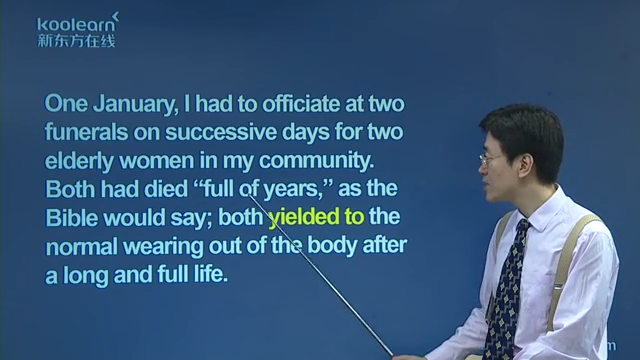 koolearn
新东方在线
One January, I had to officiate at two
funerals on successive days for two
elderly women in my community.
Both had died “full of years,” as the
Bible would say; both yielded to the
normal wearing out of the body after
a long and full life.
m